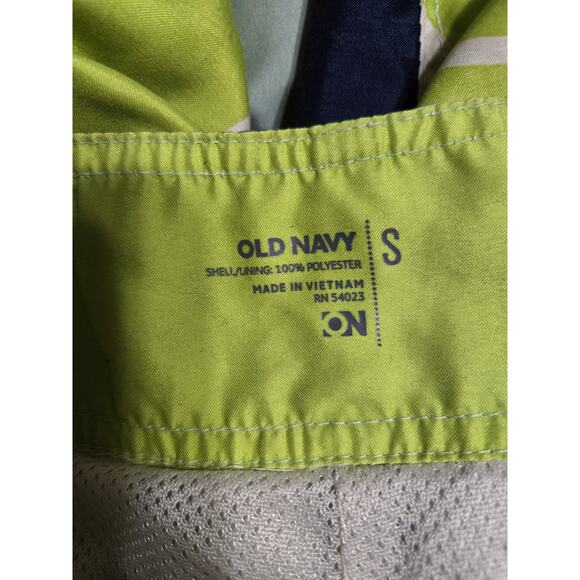 OLD NAVY
SHELL/LINING: 100% POLYESTER
MADE IN VIETNAM
RN 54023
ON
S